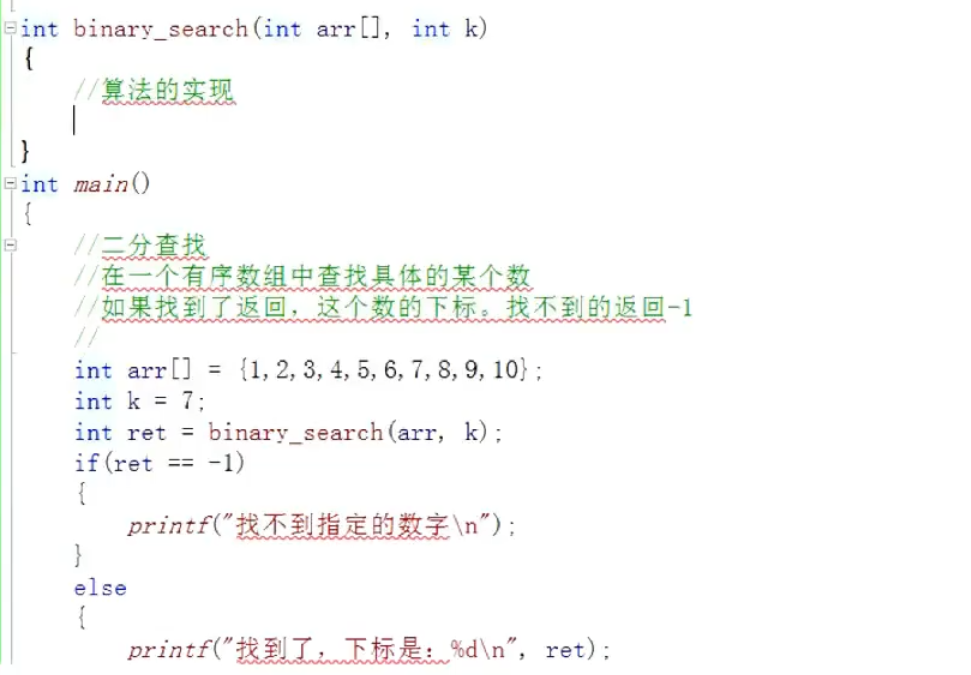 int binary_search(int arr[], int k)
{
//算法的实现
}
int main()
{
//二分查找
//在一个有序数组中查找具体的某个数
//如果找到了返回，这个数的下标。找不到的返回-1
//
int arr[] = {1,2,3,4,5,6,7,8,9,10};
int k = 7;
int ret = binary_search(arr, k);
if(ret == -1)
{
printf("找不到指定的数字\n");
}
else
{
printf("找到了，下标是：%d\n", ret);